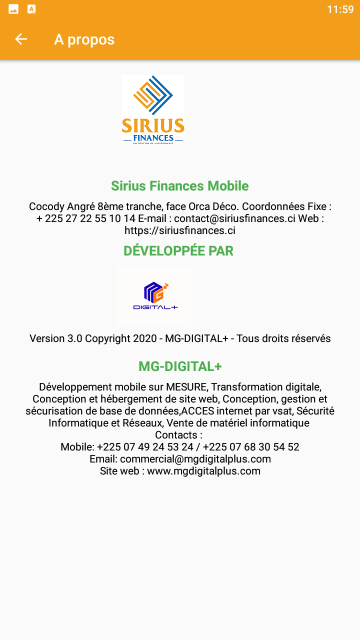 11:59
A propos
SIRIUS
FINANCES
Sirius Finances Mobile
Cocody Angré 8ème tranche, face Orca Déco. Coordonnées Fixe :
+ 225 27 22 55 10 14 E-mail : contact@siriusfinances.ci Web :
https://siriusfinances.ci
DÉVELOPPÉE PAR
DIGITAL+
Version 3.0 Copyright 2020 - MG-DIGITAL+ - Tous droits réservés
MG-DIGITAL+
Développement mobile sur MESURE, Transformation digitale,
Conception et hébergement de site web, Conception, gestion et
sécurisation de base de données,ACCES internet par vsat, Sécurité
Informatique et Réseaux, Vente de matériel informatique
Contacts :
Mobile: +225 07 49 24 53 24 / +225 07 68 30 54 52
Email: commercial@mgdigitalplus.com
Site web : www.mgdigitalplus.com